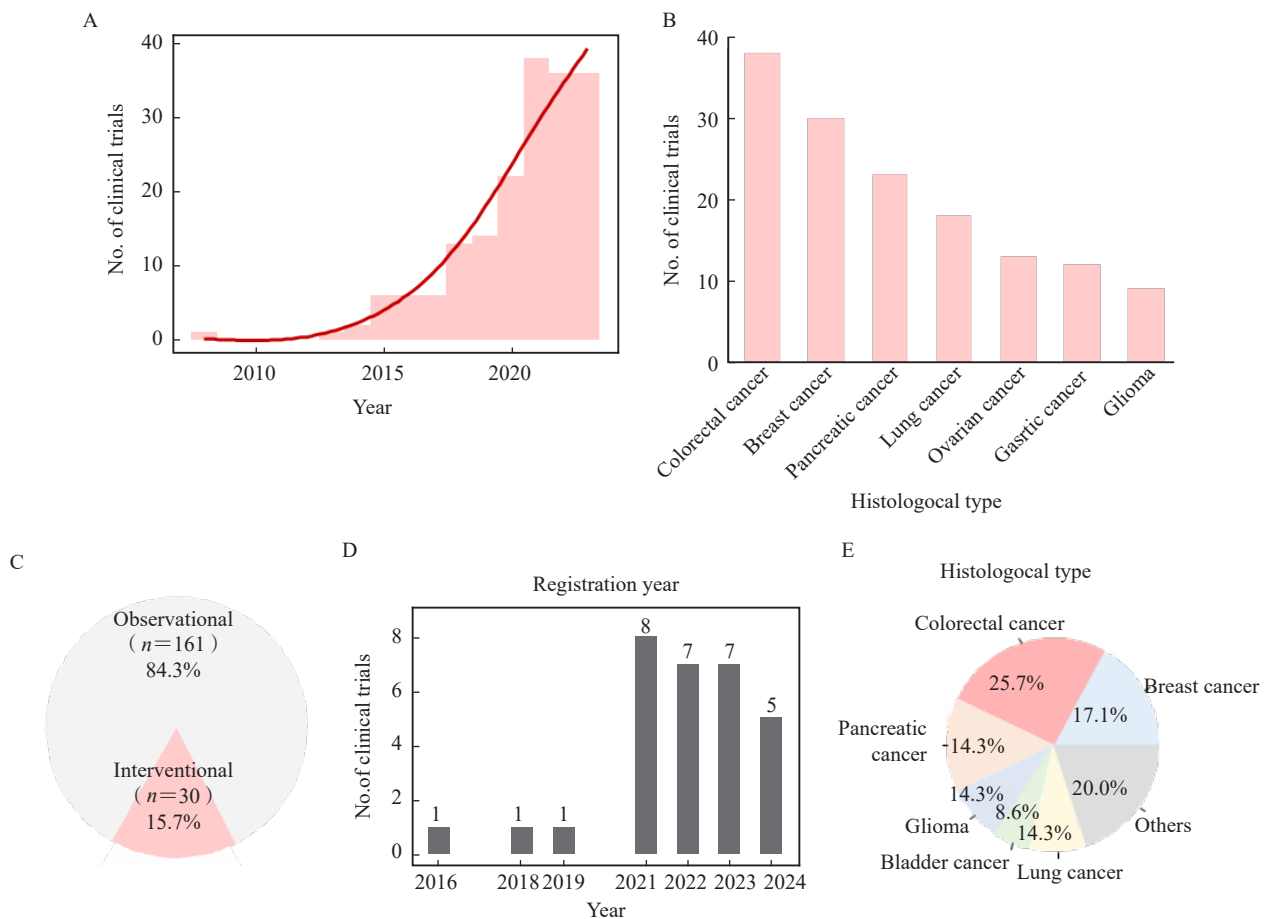 A
No. of clinical trials
40
30
20
10
0
2010
2015
2020
Year
B
No. of clinical trials
40
30
20
10
0
Colorectal cancer
Breast cancer
Pancreatic cancer
Lung cancer
Ovarian cancer
Gasrtic cancer
Glioma
Histologocal type
C
Observational
(n=161)
84.3%
Interventional
(n=30)
15.7%
D
Registration year
No.of clinical trials
8
6
4
2
0
1
1
1
8
7
7
5
2016
2018
2019
2021
2022
2023
2024
Year
E
Histologocal type
Colorectal cancer
25.7%
Breast cancer
17.1%
Pancreatic
cancer
14.3%
14.3%
Glioma
8.6%
Bladder cancer
14.3%
Lung cancer
20.0%
Others